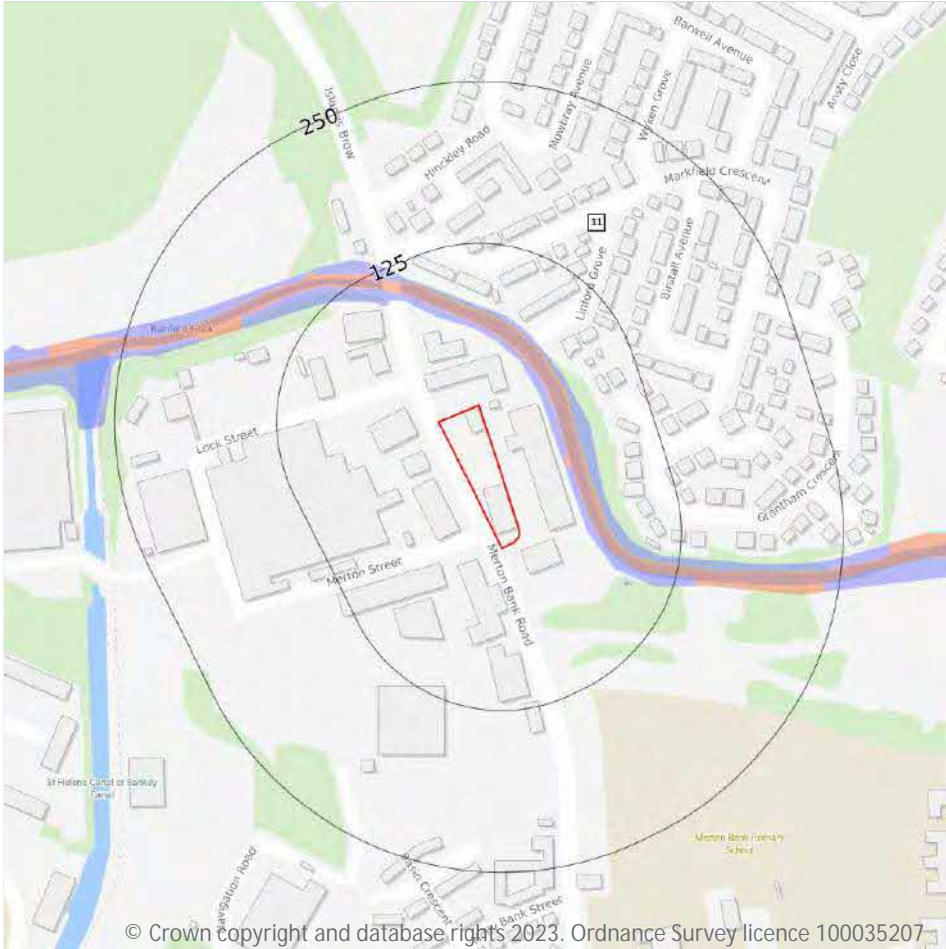 Barwell Avenue
Islands Brow
250
Mowbray Avenue
Wyken Grove
Ansty Close
Hinckley Road
Markfield Crescent
11
125
Linford Grove
Birstall Avenue
Rainford Brook
Lock Street
Grantham Crescent
Merton Street
Merton Bank Road
St Helens Canal or Sankey
Canal
Merton Bank Primary
School
Navigation Road
Basin Crescent
Bank Street
© Crown copyright and database rights 2023. Ordnance Survey licence 100035207.